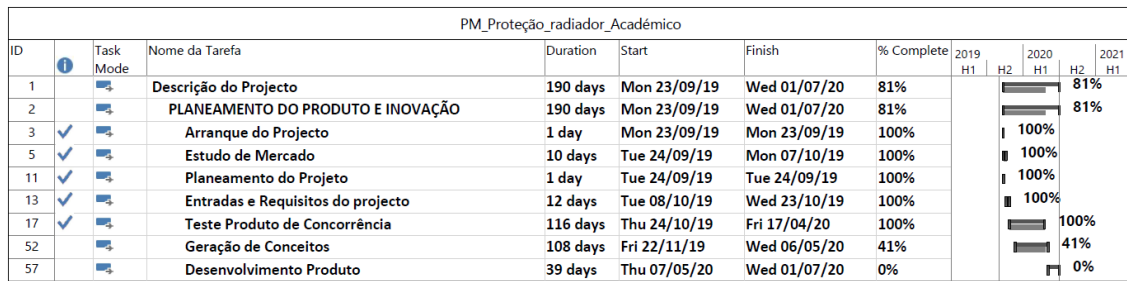 PM_Proteção_radiador_Académico
ID Task Mode Nome da Tarefa Duration Start Finish % Complete 2019 2020 2021
H1 H2 H1 H2 H1
1 Descrição do Projecto 190 days Mon 23/09/19 Wed 01/07/20 81% 81%
2 PLANEAMENTO DO PRODUTO E INOVAÇÃO 190 days Mon 23/09/19 Wed 01/07/20 81% 81%
3 Arranque do Projecto 1 day Mon 23/09/19 Mon 23/09/19 100% 100%
5 Estudo de Mercado 10 days Tue 24/09/19 Mon 07/10/19 100% 100%
11 Planeamento do Projeto 1 day Tue 24/09/19 Tue 24/09/19 100% 100%
13 Entradas e Requisitos do projecto 12 days Tue 08/10/19 Wed 23/10/19 100% 100%
17 Teste Produto de Concorrência 116 days Thu 24/10/19 Fri 17/04/20 100% 100%
52 Geração de Conceitos 108 days Fri 22/11/19 Wed 06/05/20 41% 41%
57 Desenvolvimento Produto 39 days Thu 07/05/20 Wed 01/07/20 0% 0%